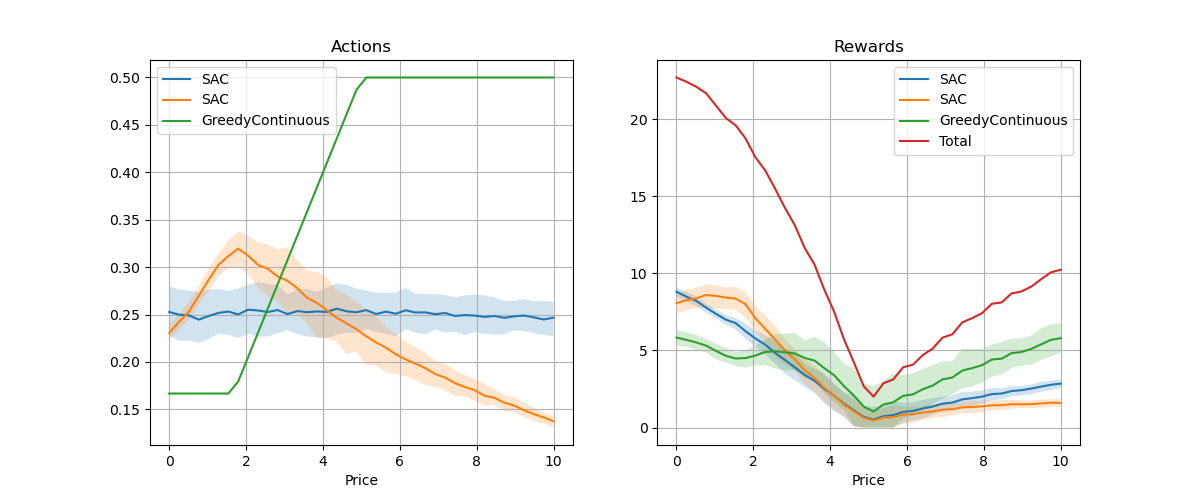 Actions
SAC
SAC
GreedyContinuous
0.50
0.45
0.40
0.35
0.30
0.25
0.20
0.15
0 2 4 6 8 10
Price
Rewards
SAC
SAC
GreedyContinuous
Total
20
15
10
5
0
0 2 4 6 8 10
Price